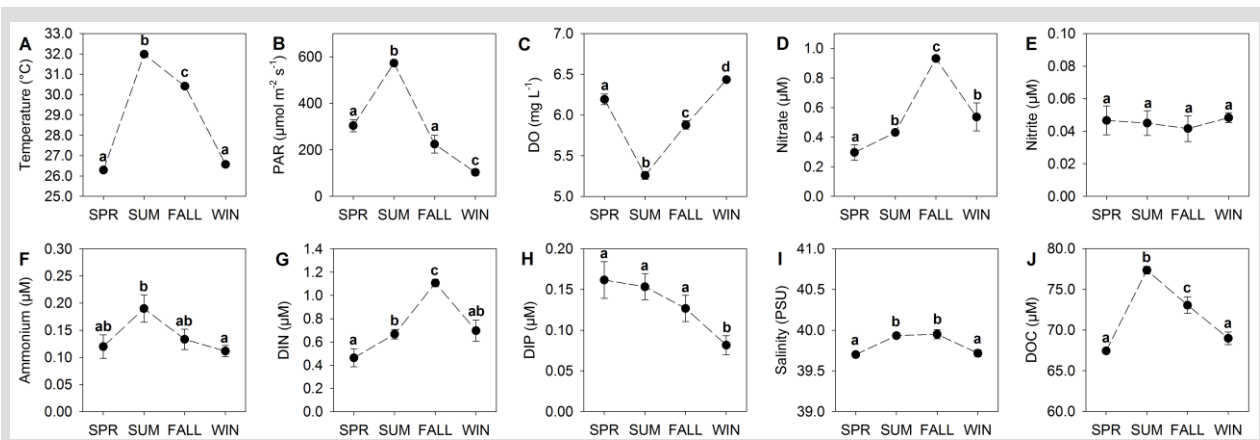 A
Temperature (°C)
33.0
32.0
31.0
30.0
29.0
28.0
27.0
26.0
25.0
a
b
c
a
SPR SUM FALL WIN
B
PAR (µmol m-2 s-1)
600
400
200
0
a
b
a
c
SPR SUM FALL WIN
C
DO (mg L-1)
7.0
6.5
6.0
5.5
5.0
a
b
c
d
SPR SUM FALL WIN
D
Nitrate (µM)
1.0
0.8
0.6
0.4
0.2
0.0
a
b
c
b
SPR SUM FALL WIN
E
Nitrite (µM)
0.10
0.08
0.06
0.04
0.02
0.00
a
a
a
a
SPR SUM FALL WIN
F
Ammonium (µM)
0.30
0.25
0.20
0.15
0.10
0.05
0.00
ab
b
ab
a
SPR SUM FALL WIN
G
DIN (µM)
1.4
1.2
1.0
0.8
0.6
0.4
0.2
0.0
a
b
c
ab
SPR SUM FALL WIN
H
DIP (µM)
0.20
0.15
0.10
0.05
0.00
a
a
a
b
SPR SUM FALL WIN
I
Salinity (PSU)
41.0
40.5
40.0
39.5
39.0
a
b
b
a
SPR SUM FALL WIN
J
DOC (µM)
80.0
75.0
70.0
65.0
60.0
a
b
c
a
SPR SUM FALL WIN